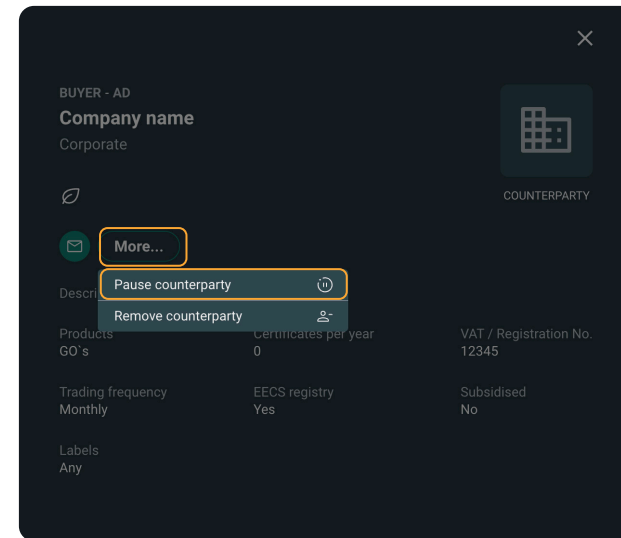 BUYER - AD
Company name
Corporate
COUNTERPARTY
More...
Pause counterparty
Descri
Remove counterparty
Products Certificates per year VAT / Registration No.
GO`s 0 12345
Trading frequency EECS registry Subsidised
Monthly Yes No
Labels
Any